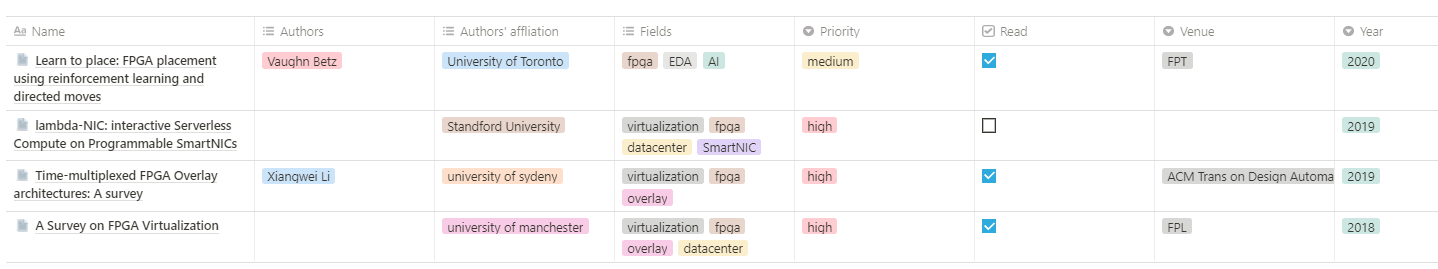 Aa Name Authors Authors' affliation Fields Priority Read Venue Year
Learn to place: FPGA placement Vaughn Betz University of Toronto fpga EDA AI medium FPT 2020
using reinforcement learning and
directed moves
lambda-NIC: interactive Serverless Standford University virtualization fpga high 2019
Compute on Programmable SmartNICs datacenter SmartNIC
Time-multiplexed FPGA Overlay Xiangwei Li university of sydeny virtualization fpga high ACM Trans on Design Automa 2019
architectures: A survey overlay
A Survey on FPGA Virtualization university of manchester virtualization fpga high FPL 2018
overlay datacenter